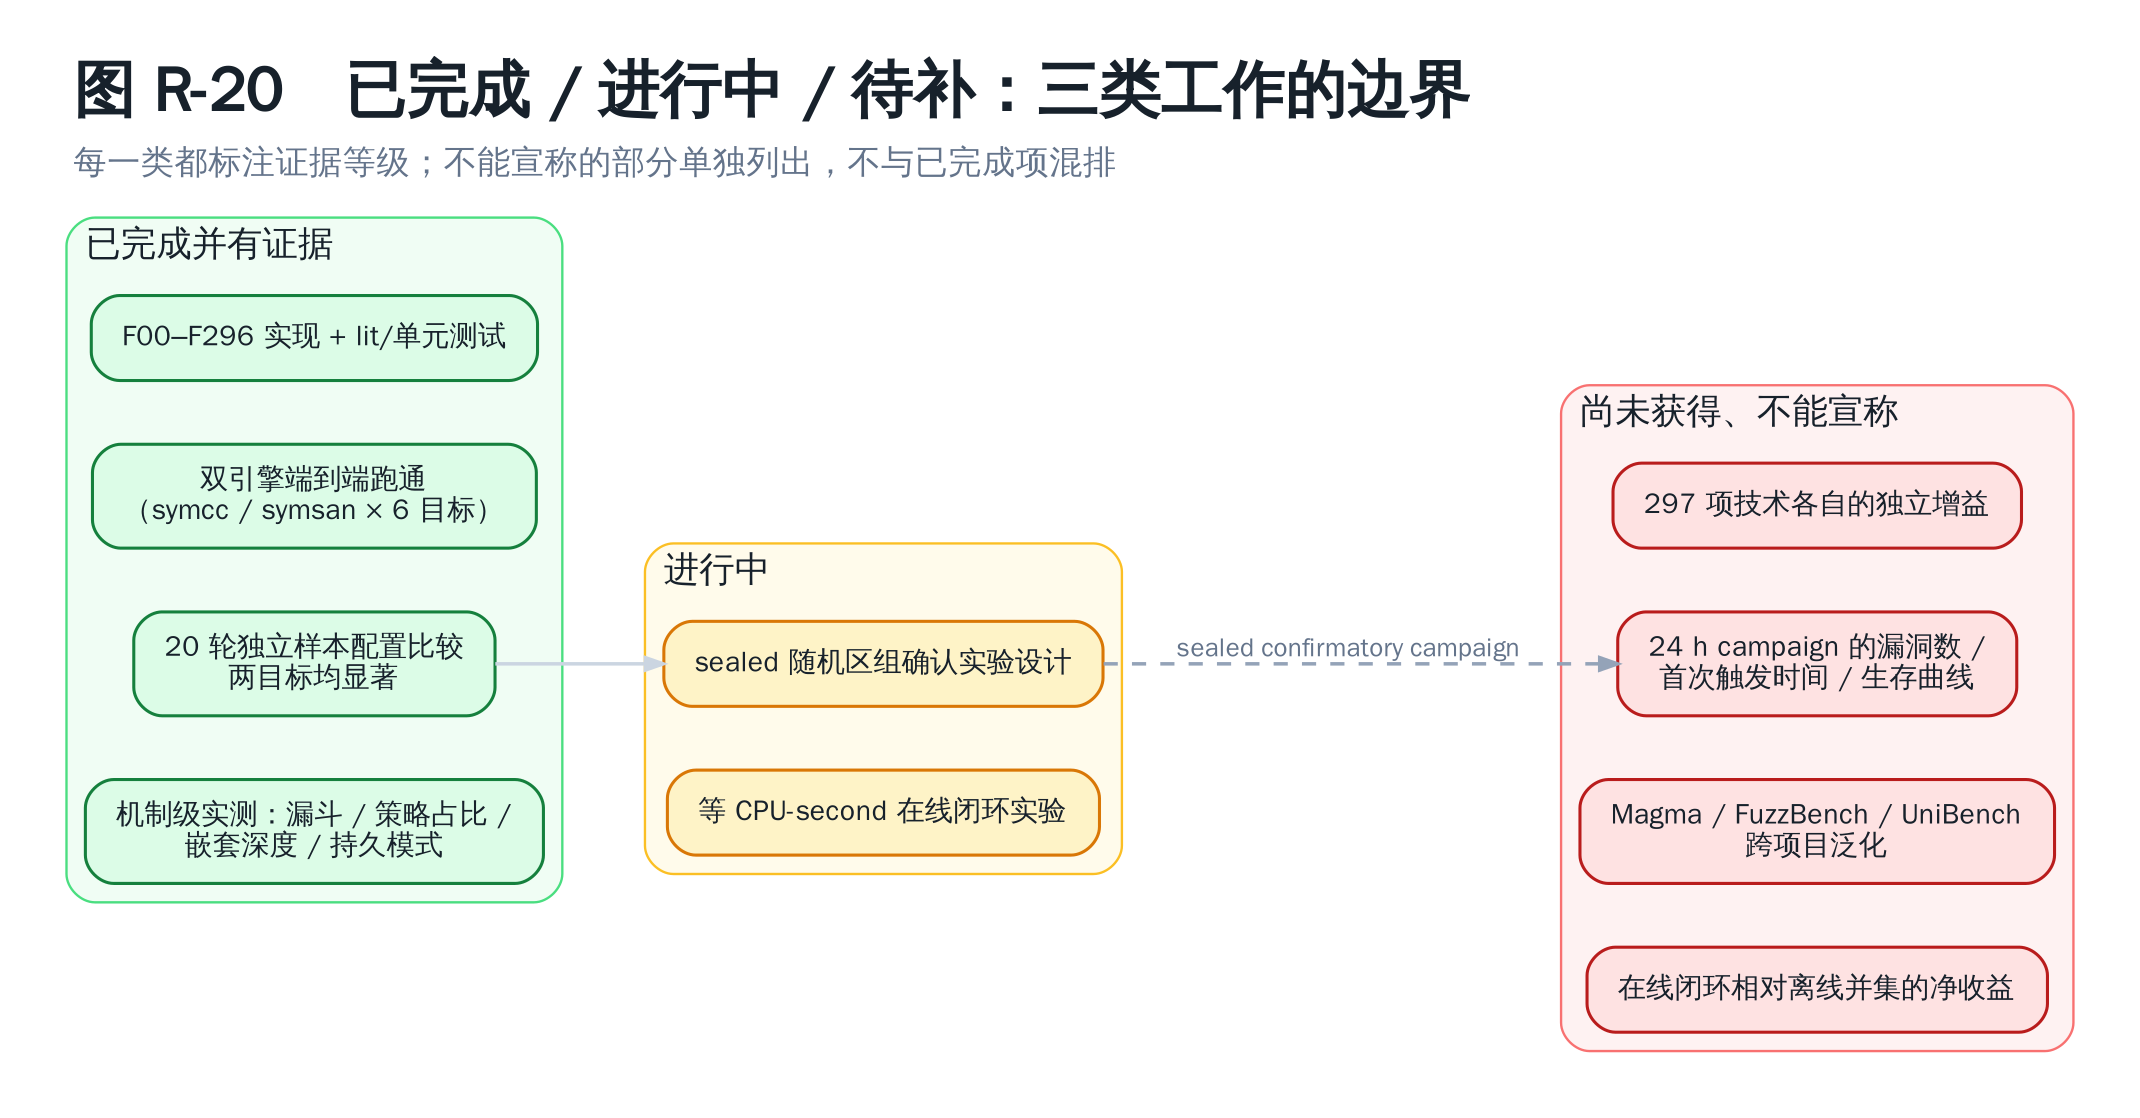 图 R-20　已完成 / 进行中 / 待补：三类工作的边界
每一类都标注证据等级；不能宣称的部分单独列出，不与已完成项混排
已完成并有证据
F00–F296 实现 + lit/单元测试
双引擎端到端跑通
（symcc / symsan × 6 目标）
20 轮独立样本配置比较
两目标均显著
机制级实测：漏斗 / 策略占比 /
嵌套深度 / 持久模式
进行中
sealed 随机区组确认实验设计
等 CPU-second 在线闭环实验
sealed confirmatory campaign
尚未获得、不能宣称
297 项技术各自的独立增益
24 h campaign 的漏洞数 /
首次触发时间 / 生存曲线
Magma / FuzzBench / UniBench
跨项目泛化
在线闭环相对离线并集的净收益